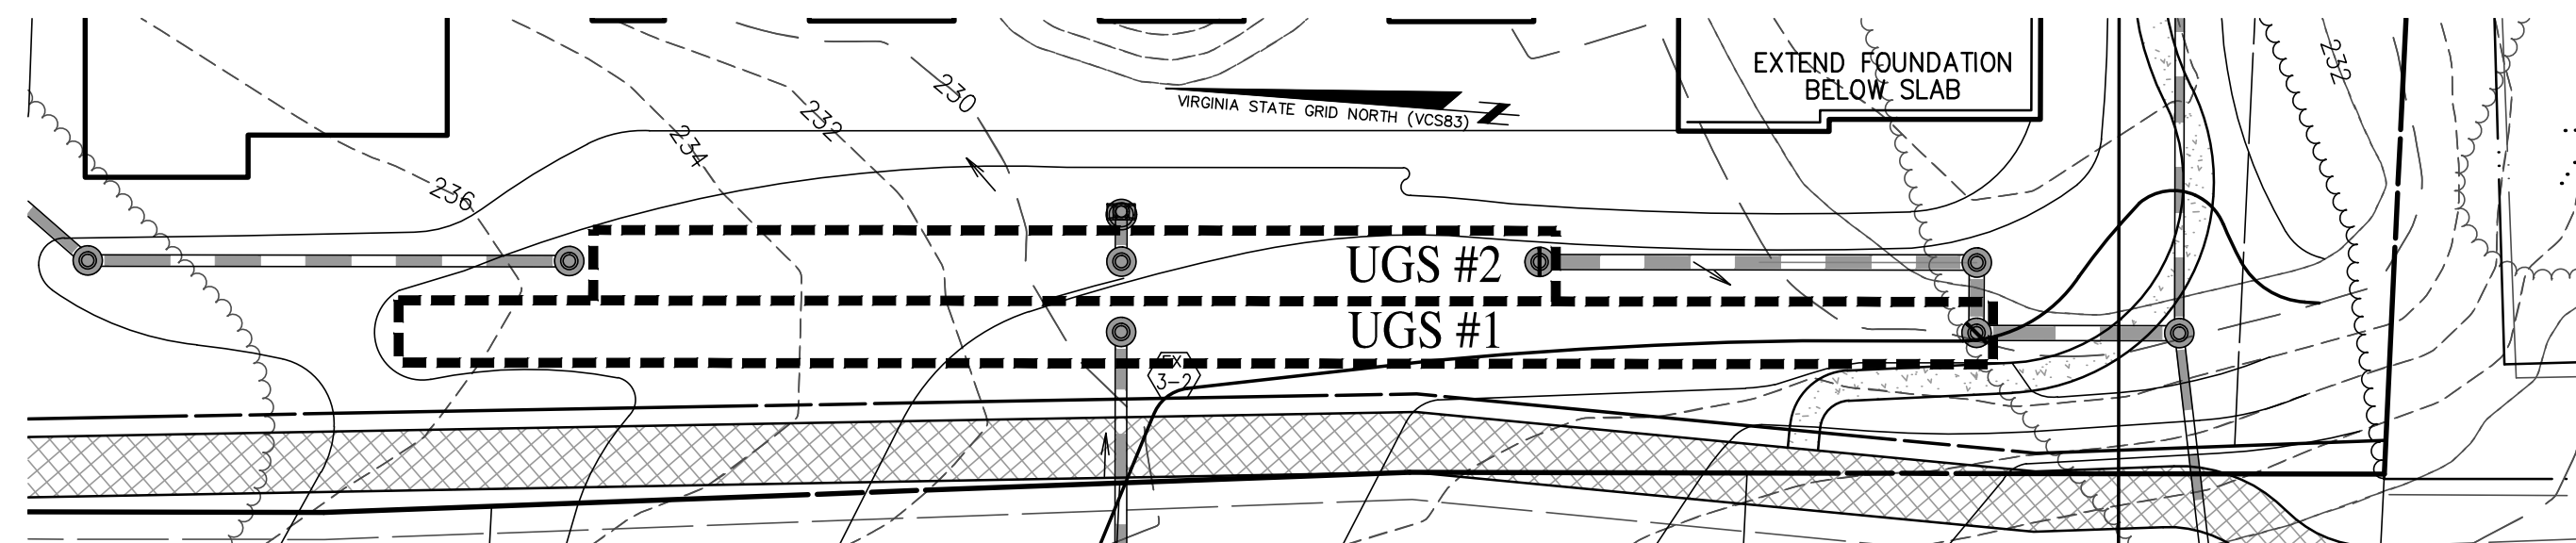 EXTEND FOUNDATION
BELOW SLAB
232
230
232
234
236
VIRGINIA STATE GRID NORTH (VCS83)
UGS #2
UGS #1
EX
3-2